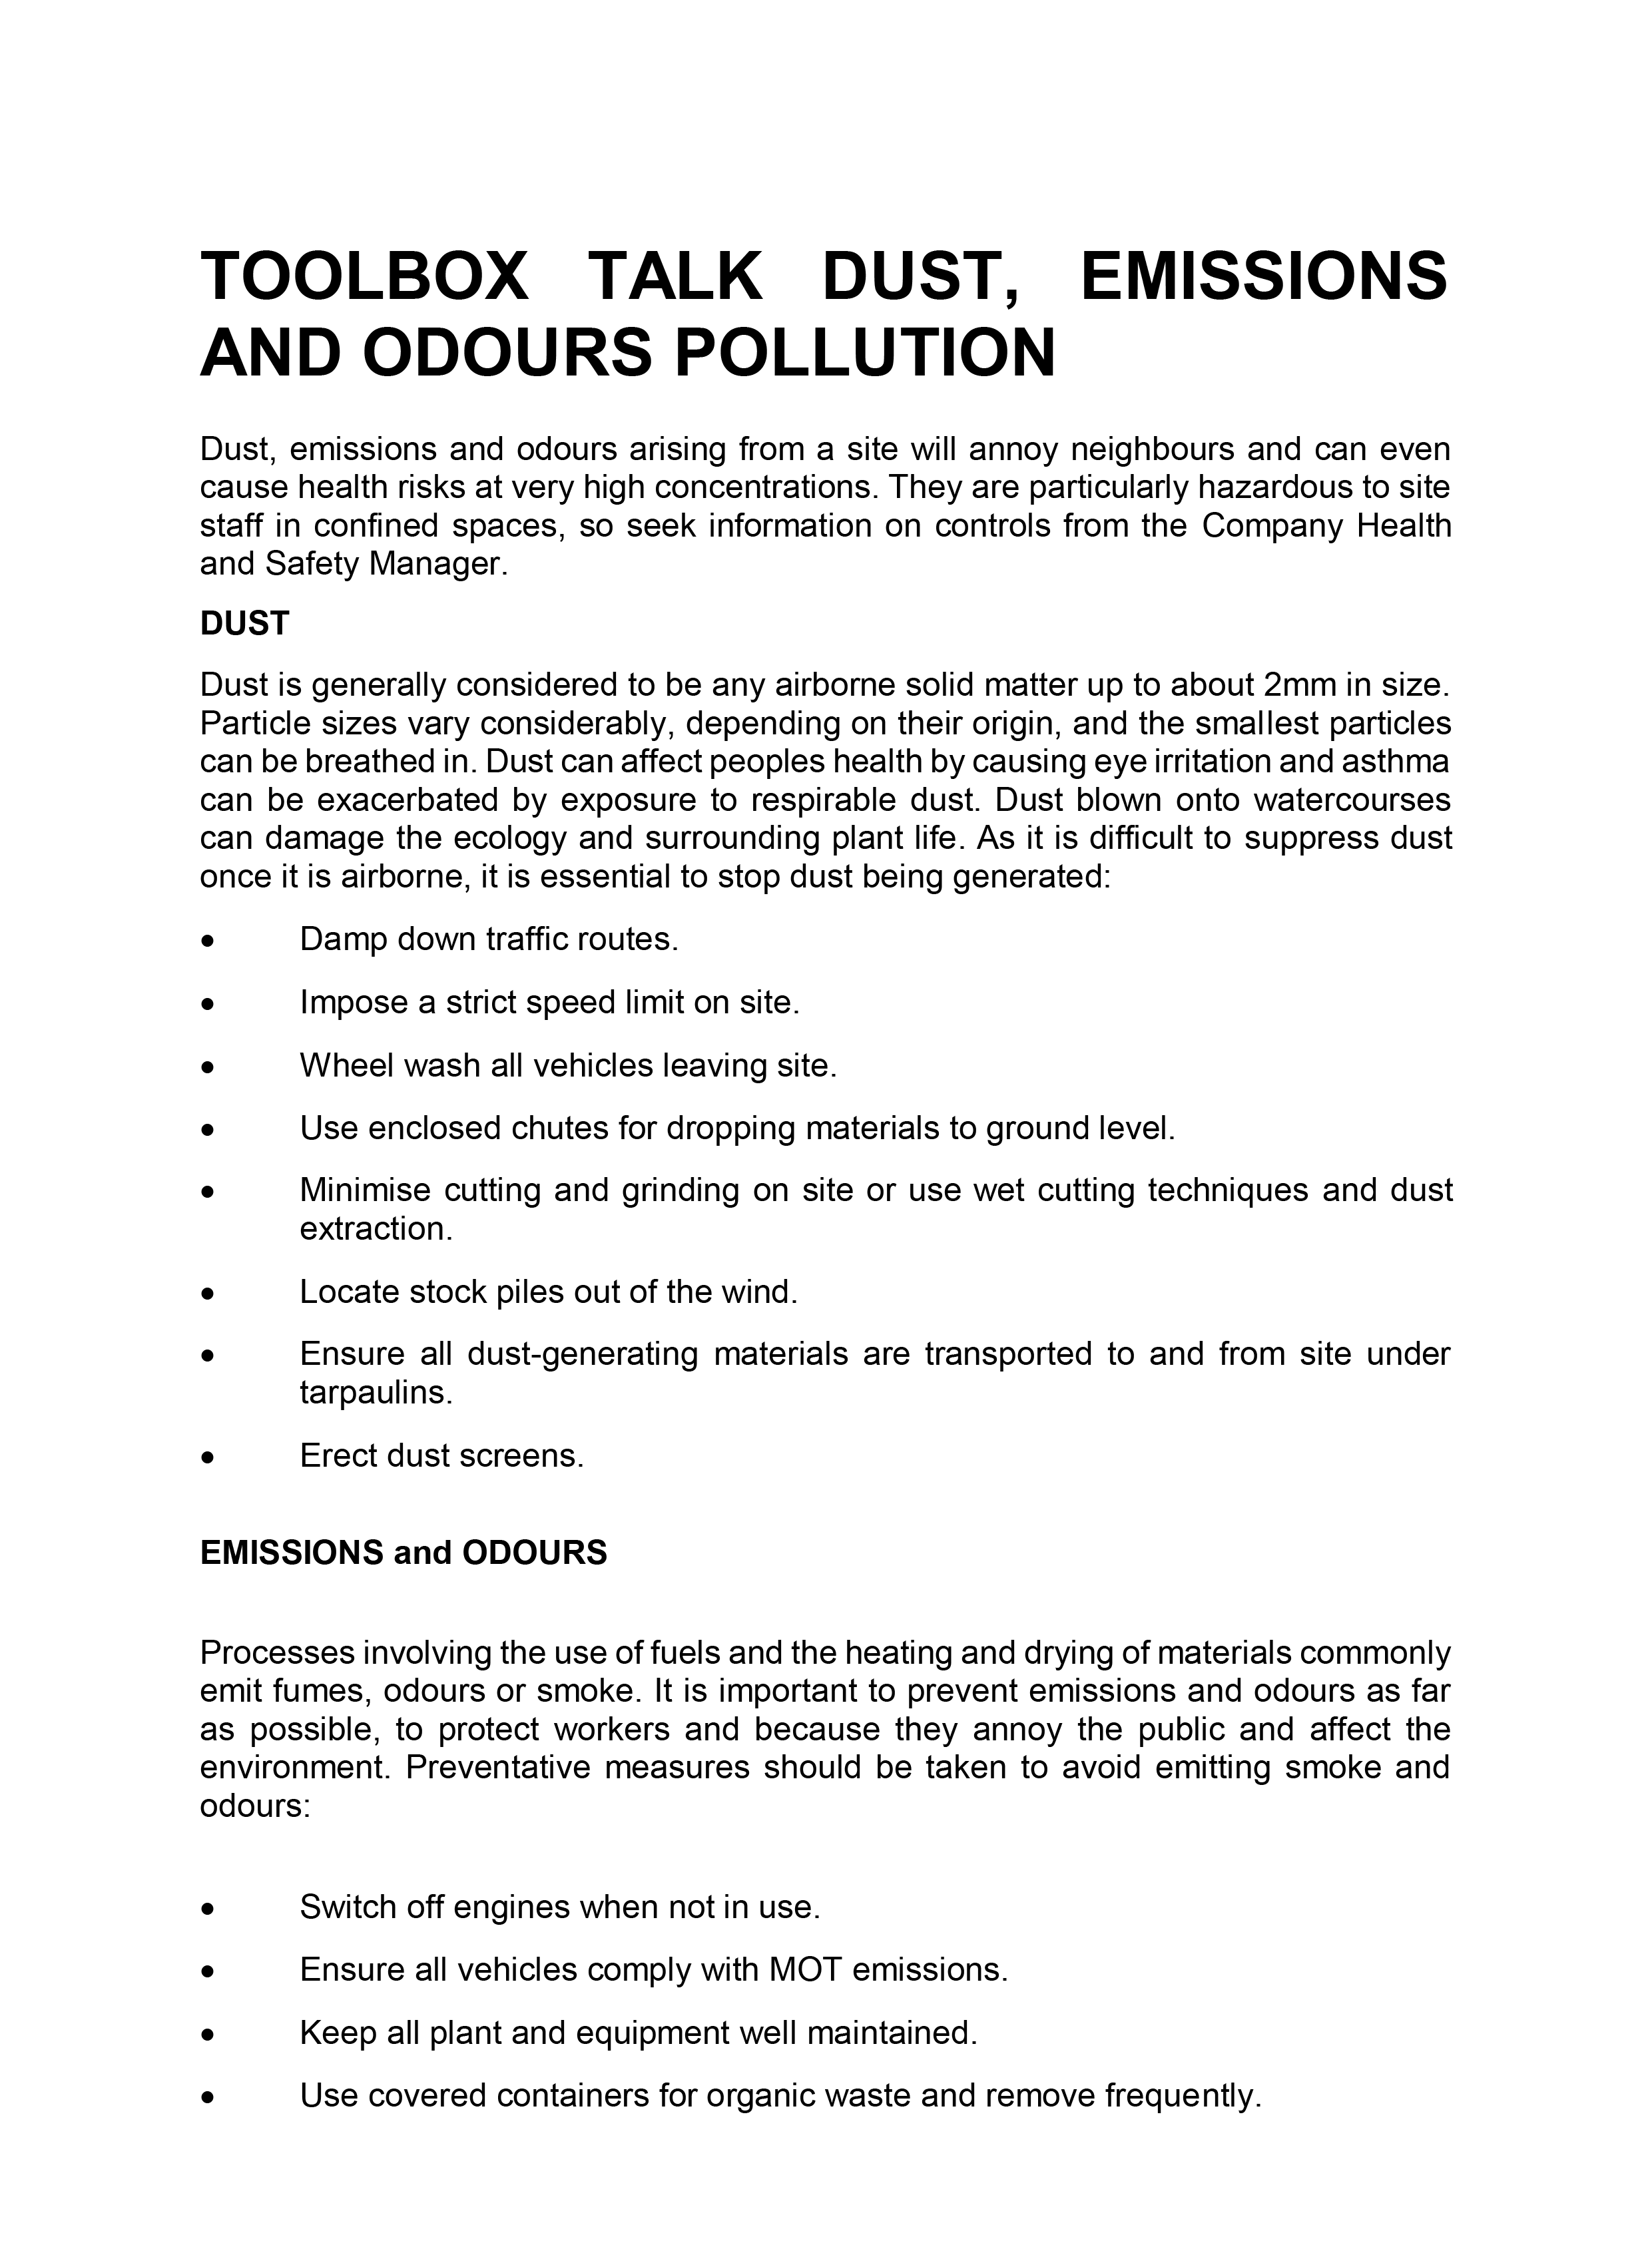 TOOLBOX TALK DUST, EMISSIONS
AND ODOURS POLLUTION
Dust, emissions and odours arising from a site will annoy neighbours and can even
cause health risks at very high concentrations. They are particularly hazardous to site
staff in confined spaces, so seek information on controls from the Company Health
and Safety Manager.
DUST
Dust is generally considered to be any airborne solid matter up to about 2mm in size.
Particle sizes vary considerably, depending on their origin, and the smallest particles
can be breathed in. Dust can affect peoples health by causing eye irritation and asthma
can be exacerbated by exposure to respirable dust. Dust blown onto watercourses
can damage the ecology and surrounding plant life. As it is difficult to suppress dust
once it is airborne, it is essential to stop dust being generated:
• Damp down traffic routes.
• Impose a strict speed limit on site.
• Wheel wash all vehicles leaving site.
• Use enclosed chutes for dropping materials to ground level.
• Minimise cutting and grinding on site or use wet cutting techniques and dust
extraction.
• Locate stock piles out of the wind.
• Ensure all dust-generating materials are transported to and from site under
tarpaulins.
• Erect dust screens.
EMISSIONS and ODOURS
Processes involving the use of fuels and the heating and drying of materials commonly
emit fumes, odours or smoke. It is important to prevent emissions and odours as far
as possible, to protect workers and because they annoy the public and affect the
environment. Preventative measures should be taken to avoid emitting smoke and
odours:
• Switch off engines when not in use.
• Ensure all vehicles comply with MOT emissions.
• Keep all plant and equipment well maintained.
• Use covered containers for organic waste and remove frequently.